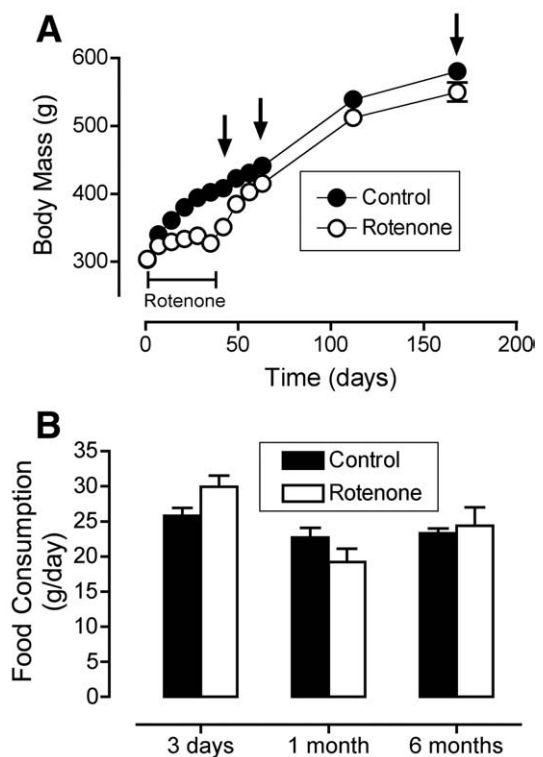 A
Body Mass (g)
600
500
400
300
Control
Rotenone
Rotenone
0
50
100
150
200
Time (days)
B
Food Consumption
(g/day)
35
30
25
20
15
10
5
0
Control
Rotenone
3 days
1 month
6 months